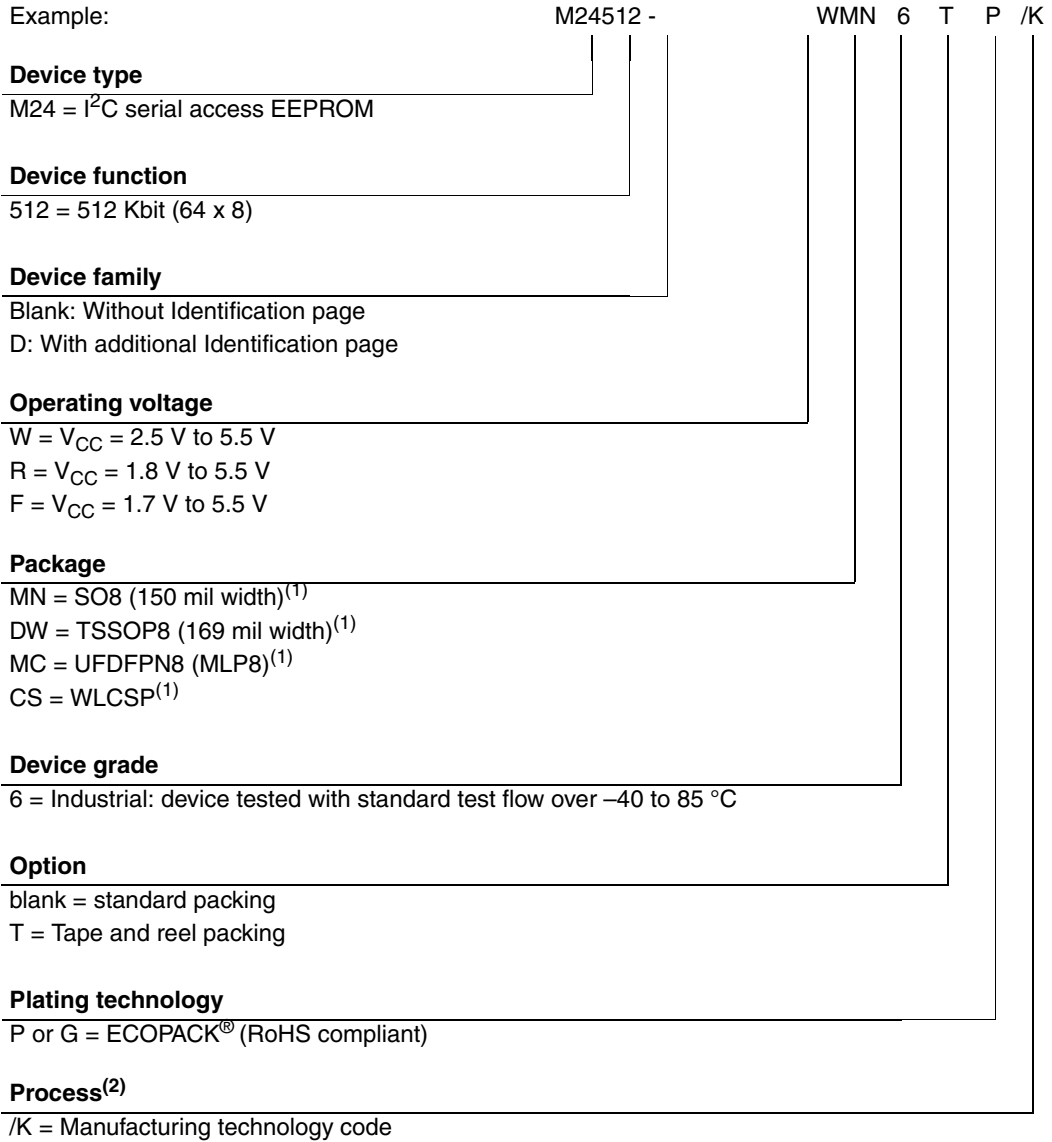 Example: M24512 - WMN 6 T P /K
Device type
M24 = I²C serial access EEPROM
Device function
512 = 512 Kbit (64 x 8)
Device family
Blank: Without Identification page
D: With additional Identification page
Operating voltage
W = VCC = 2.5 V to 5.5 V
R = VCC = 1.8 V to 5.5 V
F = VCC = 1.7 V to 5.5 V
Package
MN = SO8 (150 mil width)(1)
DW = TSSOP8 (169 mil width)(1)
MC = UFDFPN8 (MLP8)(1)
CS = WLCSP(1)
Device grade
6 = Industrial: device tested with standard test flow over –40 to 85 °C
Option
blank = standard packing
T = Tape and reel packing
Plating technology
P or G = ECOPACK® (RoHS compliant)
Process(2)
/K = Manufacturing technology code